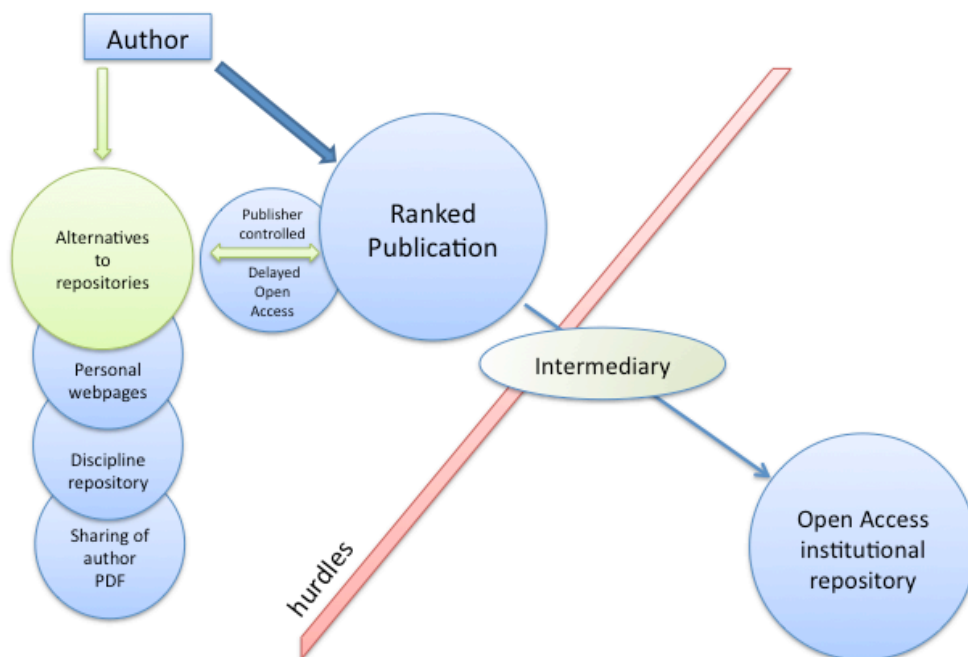 Author
Alternatives
to
repositories
Personal
webpages
Discipline
repository
Sharing of
author
PDF
Publisher
controlled
Delayed
Open
Access
Ranked
Publication
Intermediary
hurdles
Open Access
institutional
repository